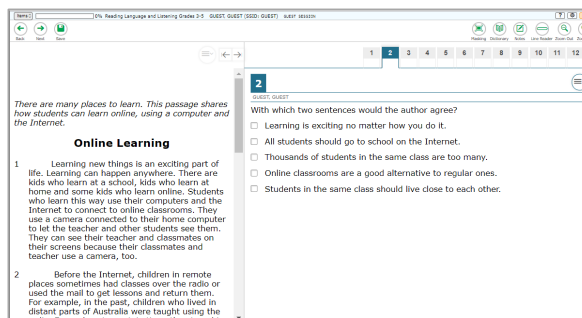 Items
0% Reading Language and Listening Grades 3-5 GUEST, GUEST (SSID: GUEST) GUEST SESSION
Back Next Save
Masking Dictionary Notes Line Reader Zoom Out
1 2 3 4 5 6 7 8 9 10 11 12
There are many places to learn. This passage shares
how students can learn online, using a computer and
the Internet.
Online Learning
1 Learning new things is an exciting part of
life. Learning can happen anywhere. There are
kids who learn at a school, kids who learn at
home and some kids who learn online. Students
who learn this way use their computers and the
Internet to connect to online classrooms. They
use a camera connected to their home computer
to let the teacher and other students see them.
They can see their teacher and classmates on
their screens because their classmates and
teacher use a camera, too.
2 Before the Internet, children in remote
places sometimes had classes over the radio or
used the mail to get lessons and return them.
For example, in the past, children who lived in
distant parts of Australia were taught using the
2
GUEST, GUEST
With which two sentences would the author agree?
Learning is exciting no matter how you do it.
All students should go to school on the Internet.
Thousands of students in the same class are too many.
Online classrooms are a good alternative to regular ones.
Students in the same class should live close to each other.